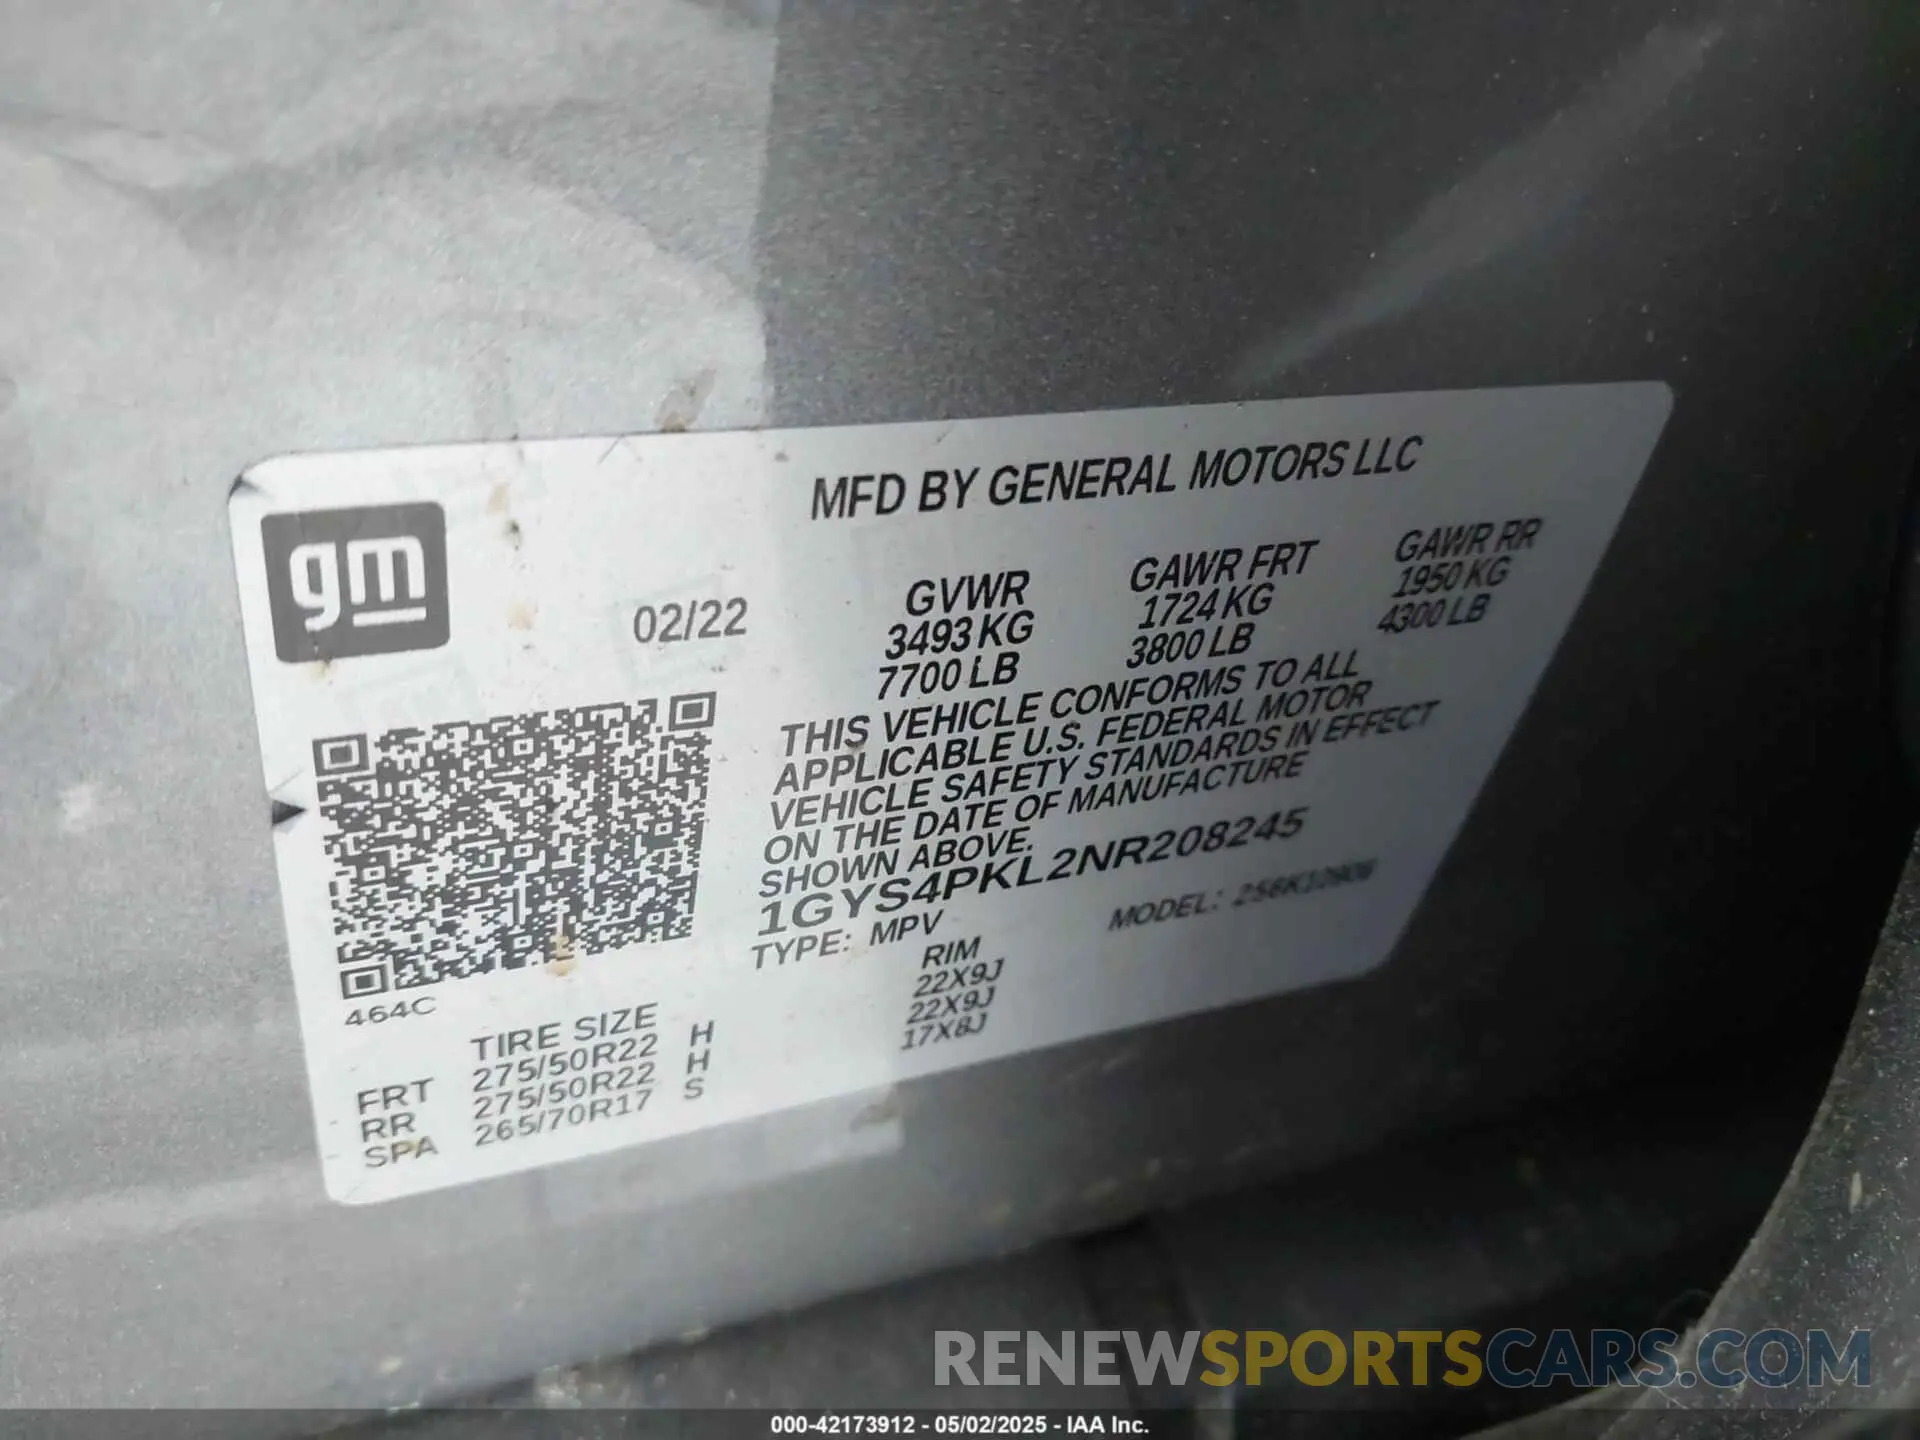 MFD BY GENERAL MOTORS LLC
gm
02/22
GVWR
3493 KG
7700 LB
GAWR FRT
1724 KG
3800 LB
GAWR RR
1950 KG
4300 LB
THIS VEHICLE CONFORMS TO ALL
APPLICABLE U.S. FEDERAL MOTOR
VEHICLE SAFETY STANDARDS IN EFFECT
ON THE DATE OF MANUFACTURE
SHOWN ABOVE.
1GYS4PKL2NR208245
TYPE: MPV
MODEL:
464C
TIRE SIZE
RIM
FRT 275/50R22 H 22X9J
RR 275/50R22 H 22X9J
SPA 265/70R17 S 17X8J
RENEWSPORTSCARS.COM
000-42173912 - 05/02/2025 - IAA Inc.